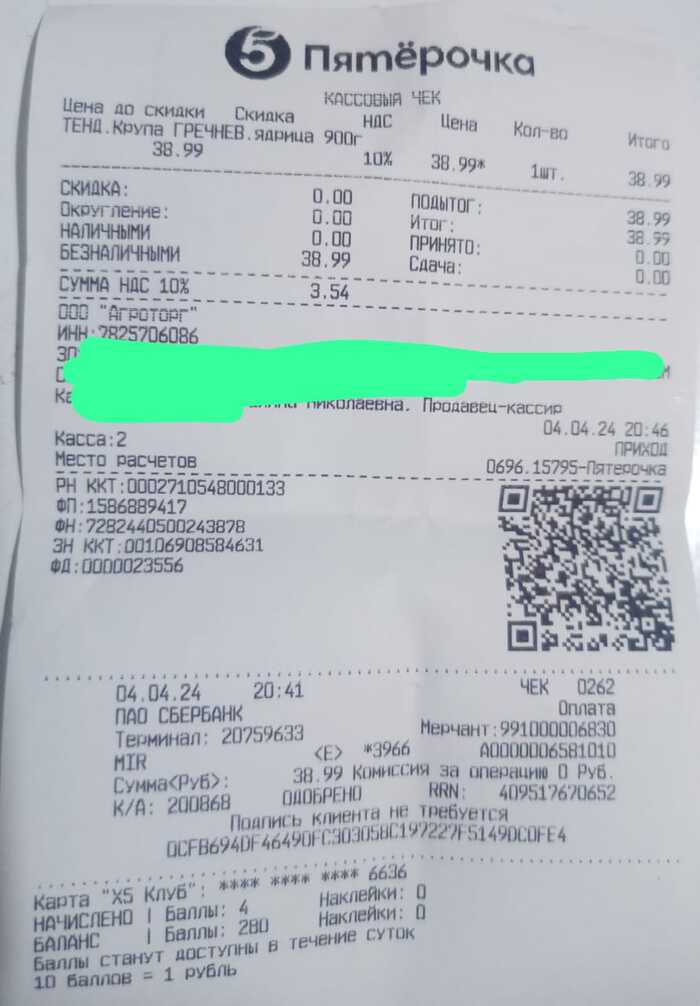 5 Пятёрочка
КАССОВЫЙ ЧЕК
Цена до скидки Скидка НДС Цена Кол-во Итого
ТЕНД.Крупа ГРЕЧНЕВ.ядрица 900г
38.99 10% 38.99* 1шт. 38.99
СКИДКА: 0.00 ПОДЫТОГ: 38.99
Округление: 0.00 Итог: 38.99
НАЛИЧНЫМИ 0.00 ПРИНЯТО: 0.00
БЕЗНАЛИЧНЫМИ 38.99 Сдача: 0.00
СУММА НДС 10% 3.54
ООО "Агроторг"
ИНН:7825706086
Николаевна. Продавец-кассир
04.04.24 20:46
Касса:2 ПРИХОД
Место расчетов 0696.15795-Пятерочка
РН ККТ:0002710548000133
ФП:1586889417
ФН:7282440500243878
ЗН ККТ:00106908584631
ФД:0000023556
04.04.24 20:41 ЧЕК 0262
ПАО СБЕРБАНК Оплата
Терминал: 20759633 Мерчант:991000006830
MIR <E> *3966 A0000006581010
Сумма<Руб>: 38.99 Комиссия за операцию 0 Руб.
К/А: 200868 ОДОБРЕНО RRN: 409517670652
Подпись клиента не требуется
0CFB694DF46490FC303058C197227F5149DC0FE4
Карта "X5 Клуб": **** **** **** 6636
НАЧИСЛЕНО | Баллы: 4 Наклейки: 0
БАЛАНС | Баллы: 280 Наклейки: 0
Баллы станут доступны в течение суток
10 баллов = 1 рубль